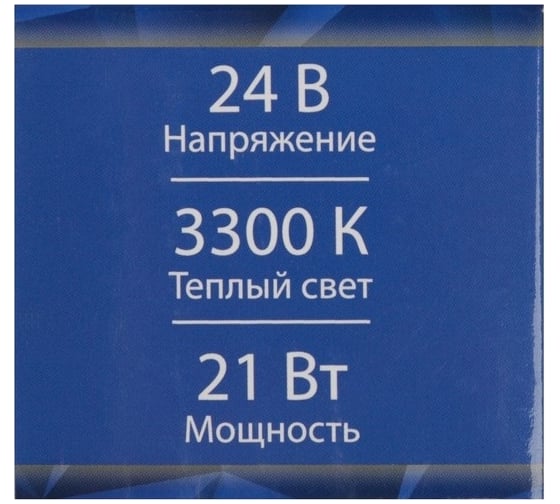 24 В
Напряжение
3300 К
Теплый свет
21 Вт
Мощность